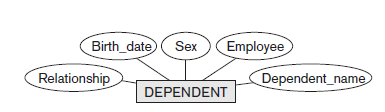 Birth_date Sex Employee
Relationship Dependent_name
DEPENDENT